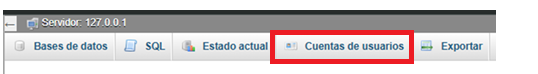 Servidor: 127.0.0.1
Bases de datos SQL Estado actual Cuentas de usuarios Exportar